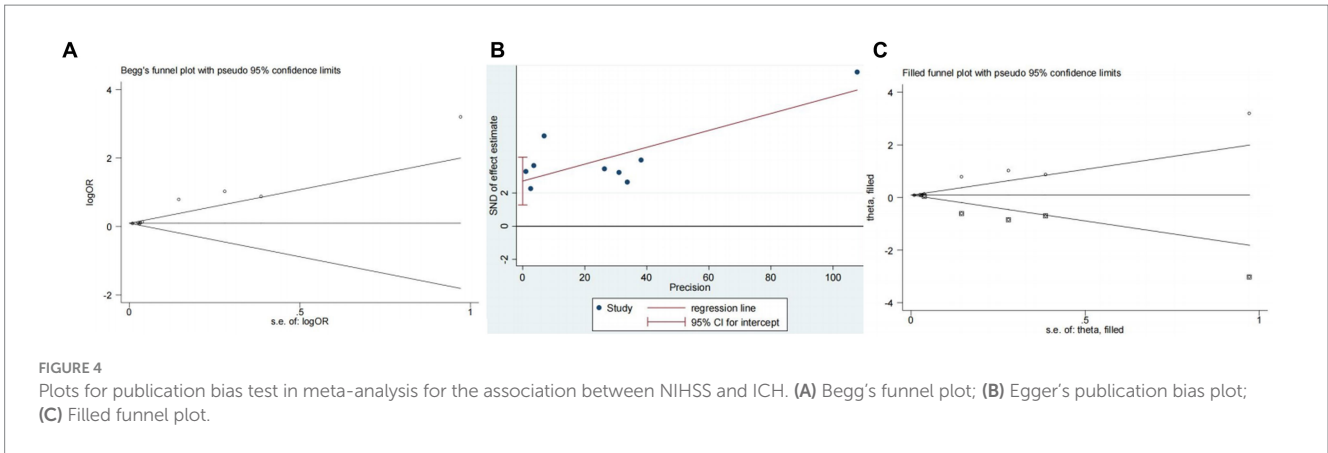 A
Begg's funnel plot with pseudo 95% confidence limits
4
2
0
-2
logOR
0
.5
1
s.e. of: logOR
B
SND of effect estimate
2
0
-2
0
20
40
60
80
100
Precision
Study
regression line
95% CI for intercept
C
Filled funnel plot with pseudo 95% confidence limits
4
2
0
-2
-4
theta, filled
0
.5
1
s.e. of: theta, filled
FIGURE 4
Plots for publication bias test in meta-analysis for the association between NIHSS and ICH. (A) Begg's funnel plot; (B) Egger's publication bias plot;
(C) Filled funnel plot.